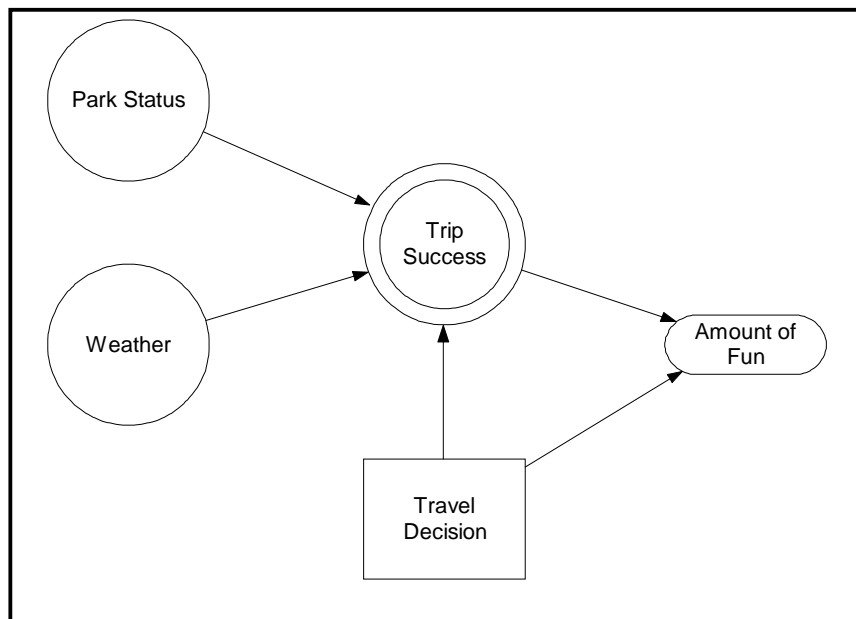 Park Status
Trip
Success
Weather
Amount of
Fun
Travel
Decision